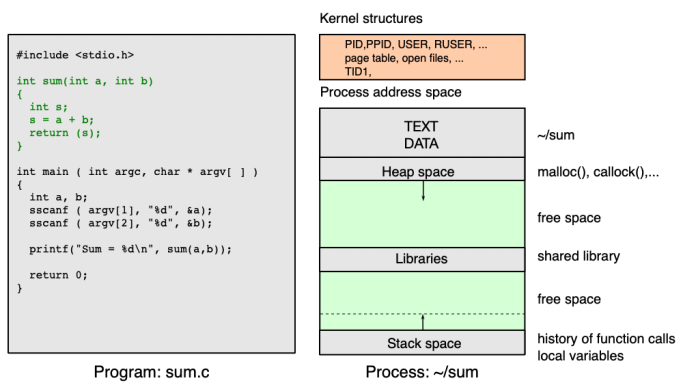 Kernel structures
PID,PPID, USER, RUSER, ...
page table, open files, ...
TID1,
Process address space
#include <stdio.h>
int sum(int a, int b)
{
int s;
s = a + b;
return (s);
}
int main ( int argc, char * argv[ ] )
{
int a, b;
sscanf ( argv[1], "%d", &a);
sscanf ( argv[2], "%d", &b);
printf("Sum = %d\n", sum(a,b));
return 0;
}
Program: sum.c
TEXT
DATA
~/sum
Heap space
malloc(), callock(),...
free space
Libraries
shared library
free space
Stack space
history of function calls
local variables
Process: ~/sum